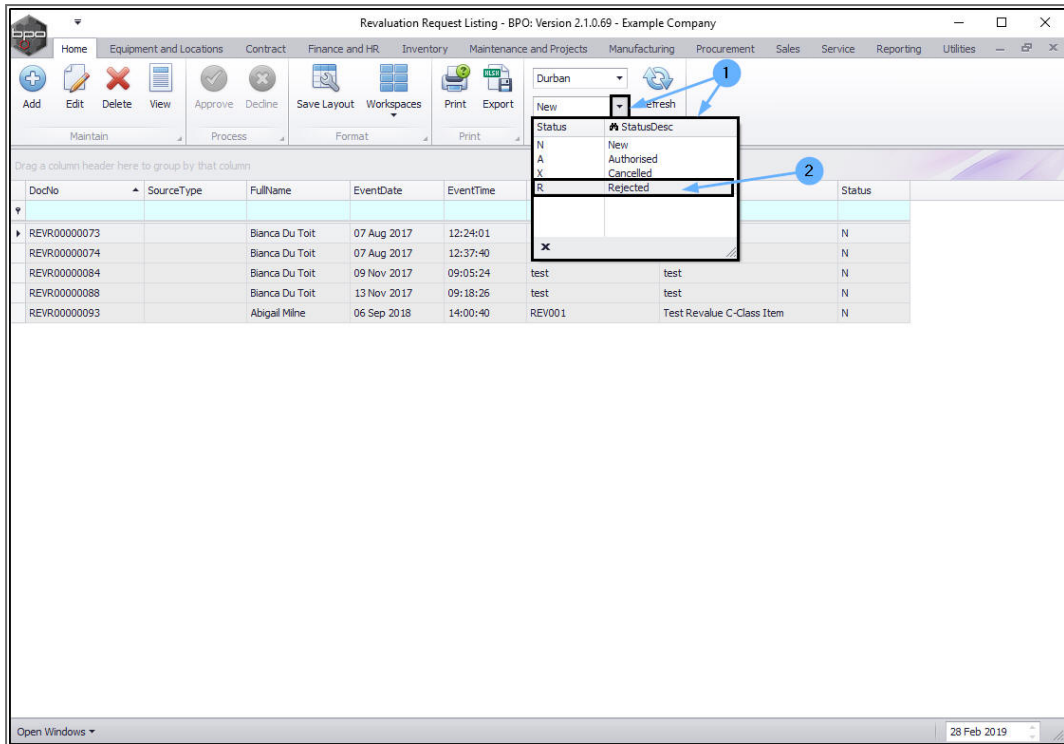 bpo
Revaluation Request Listing - BPO: Version 2.1.0.69 - Example Company
Home Equipment and Locations Contract Finance and HR Inventory Maintenance and Projects Manufacturing Procurement Sales Service Reporting Utilities
Add Edit Delete View Approve Decline Save Layout Workspaces Print Export
Durban
New
Maintain Process Format Print
1
Status StatusDesc
N New
A Authorised
X Cancelled
R Rejected
2
Drag a column header here to group by that column
DocNo SourceType FullName EventDate EventTime Status
REVR00000073 Bianca Du Toit 07 Aug 2017 12:24:01 N
REVR00000074 Bianca Du Toit 07 Aug 2017 12:37:40 N
REVR00000084 Bianca Du Toit 09 Nov 2017 09:05:24 test test N
REVR00000088 Bianca Du Toit 13 Nov 2017 09:18:26 test test N
REVR00000093 Abigail Milne 06 Sep 2018 14:00:40 REV001 Test Revalue C-Class Item N
Open Windows
28 Feb 2019